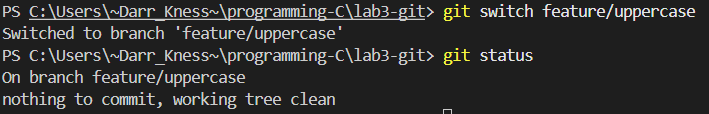 PS C:\Users\~Darr_Kness~\programming-C\lab3-git> git switch feature/uppercase
Switched to branch 'feature/uppercase'
PS C:\Users\~Darr_Kness~\programming-C\lab3-git> git status
On branch feature/uppercase
nothing to commit, working tree clean